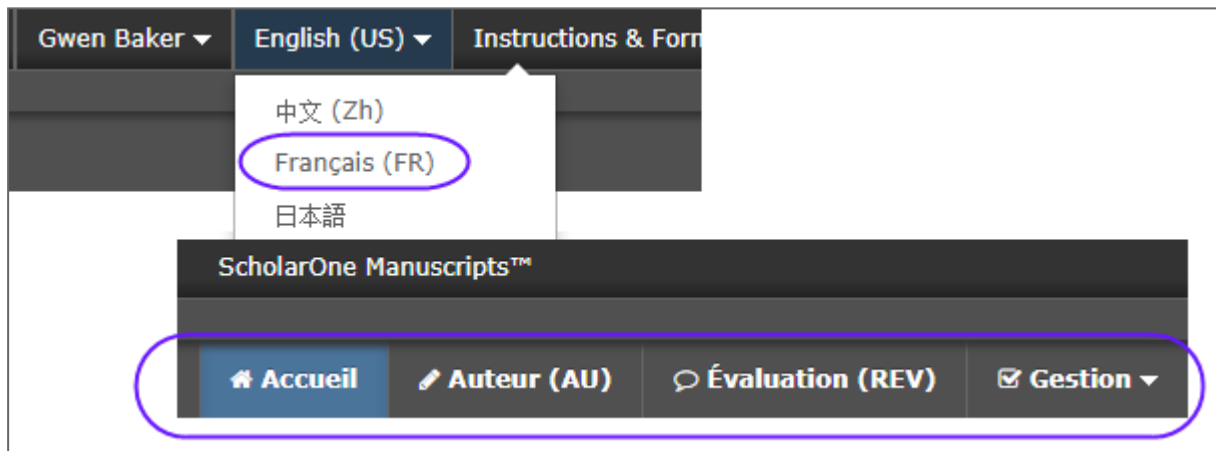 Gwen Baker English (US) Instructions &
中文 (Zh)
Français (FR)
日本語
ScholarOne Manuscripts™
Accueil Auteur (AU) Évaluation (REV) Gestion